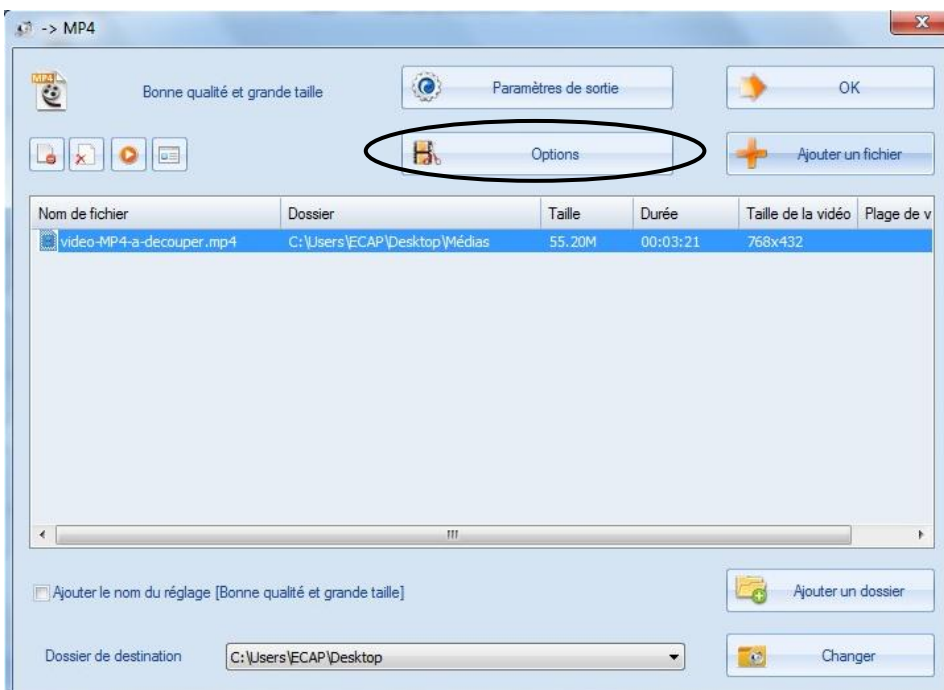 -> MP4
MP4
Bonne qualité et grande taille
Paramètres de sortie
OK
Options
Ajouter un fichier
Nom de fichier Dossier Taille Durée Taille de la vidéo Plage de v
video-MP4-a-decouper.mp4 C:\Users\ECAP\Desktop\Médias 55.20M 00:03:21 768x432
Ajouter le nom du réglage [Bonne qualité et grande taille]
Ajouter un dossier
Dossier de destination C:\Users\ECAP\Desktop
Changer